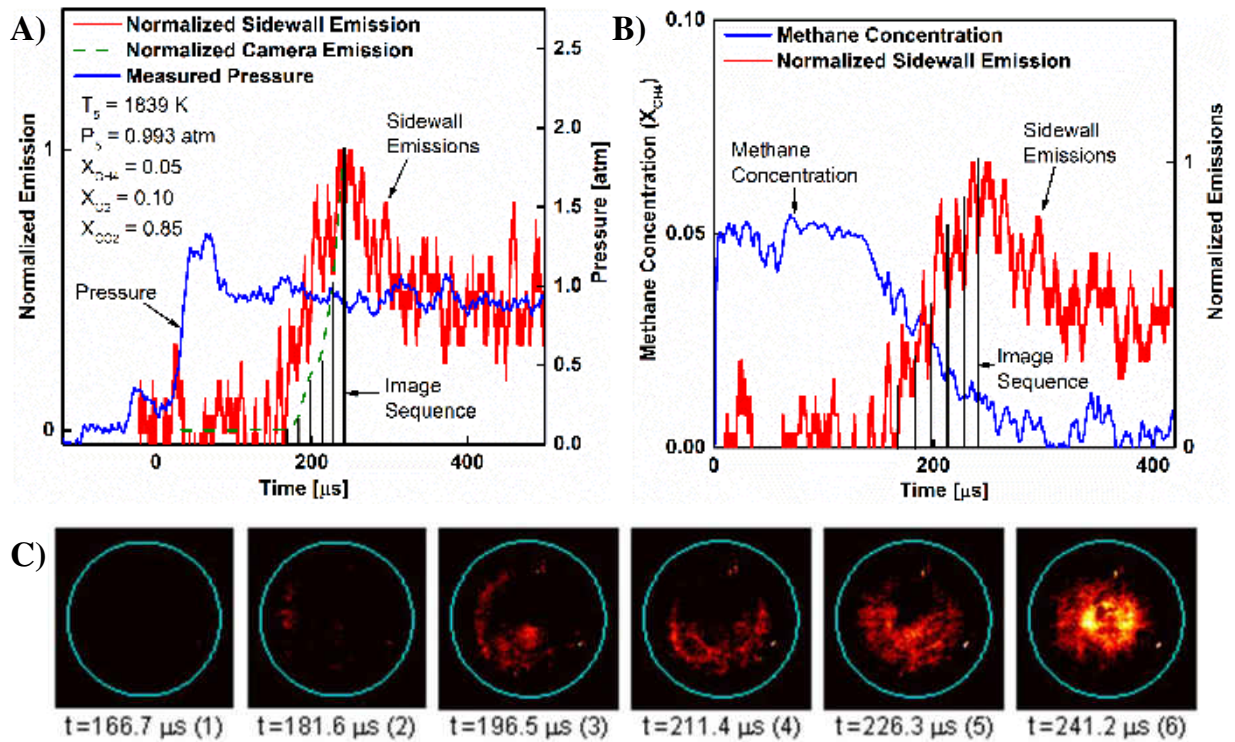 A)
Normalized Sidewall Emission
Normalized Camera Emission
Measured Pressure
T5 = 1839 K
P5 = 0.993 atm
XCH4 = 0.05
XO2 = 0.10
XCO2 = 0.85
Sidewall
Emissions
Pressure
Image
Sequence
Normalized Emission
1
0
Pressure [atm]
2.5
2.0
1.5
1.0
0.5
0.0
0 200 400
Time [μs]
B)
Methane Concentration
Normalized Sidewall Emission
Methane
Concentration
Sidewall
Emissions
Image
Sequence
Methane Concentration (XCH4)
0.10
0.05
0.00
Normalized Emissions
1
0
0 200 400
Time [μs]
C)
t=166.7 μs (1) t=181.6 μs (2) t=196.5 μs (3) t=211.4 μs (4) t=226.3 μs (5) t=241.2 μs (6)